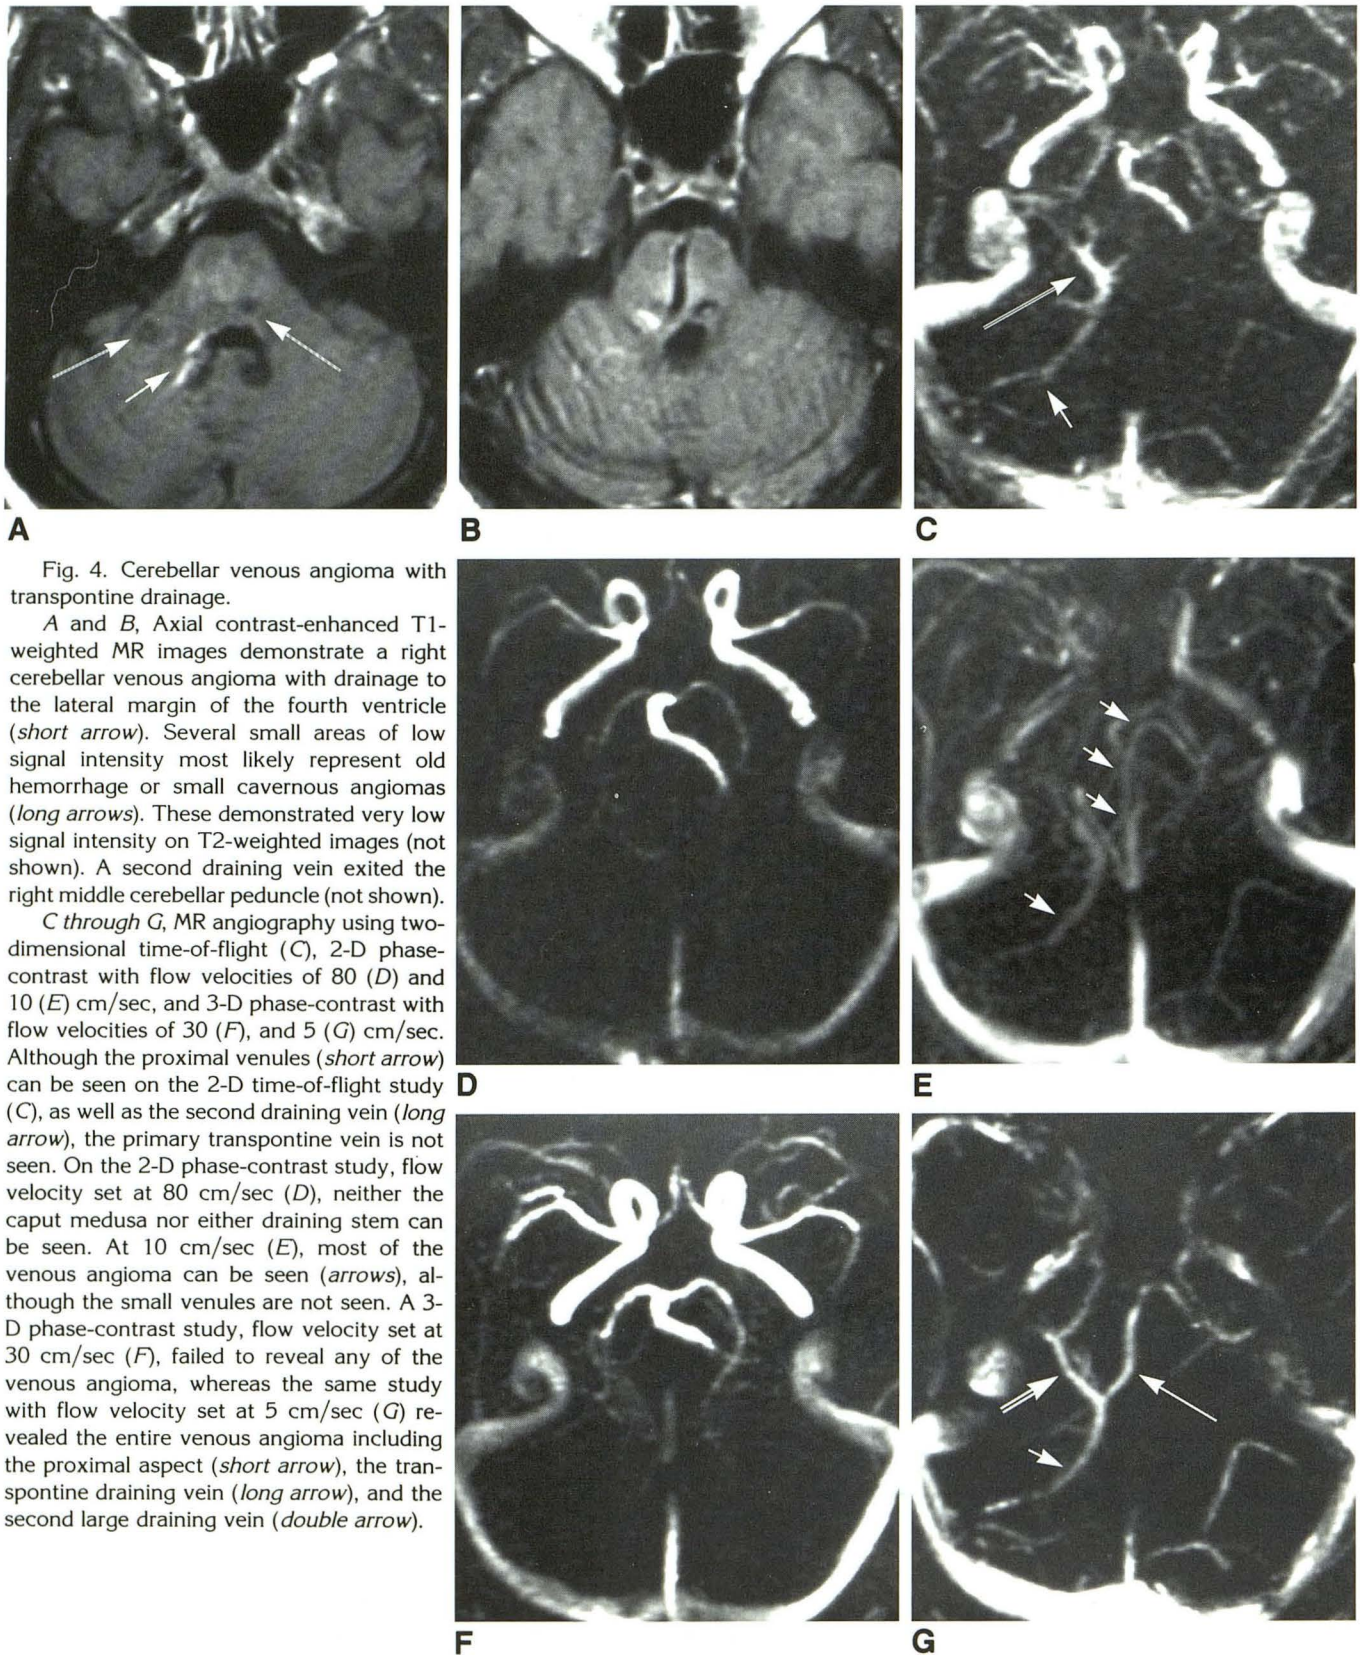 A
B
C
Fig. 4. Cerebellar venous angioma with
transpontine drainage.
A and B, Axial contrast-enhanced T1-
weighted MR images demonstrate a right
cerebellar venous angioma with drainage to
the lateral margin of the fourth ventricle
(short arrow). Several small areas of low
signal intensity most likely represent old
hemorrhage or small cavernous angiomas
(long arrows). These demonstrated very low
signal intensity on T2-weighted images (not
shown). A second draining vein exited the
right middle cerebellar peduncle (not shown).
C through G, MR angiography using two-
dimensional time-of-flight (C), 2-D phase-
contrast with flow velocities of 80 (D) and
10 (E) cm/sec, and 3-D phase-contrast with
flow velocities of 30 (F), and 5 (G) cm/sec.
Although the proximal venules (short arrow)
can be seen on the 2-D time-of-flight study
(C), as well as the second draining vein (long
arrow), the primary transpontine vein is not
seen. On the 2-D phase-contrast study, flow
velocity set at 80 cm/sec (D), neither the
caput medusa nor either draining stem can
be seen. At 10 cm/sec (E), most of the
venous angioma can be seen (arrows), al-
though the small venules are not seen. A 3-
D phase-contrast study, flow velocity set at
30 cm/sec (F), failed to reveal any of the
venous angioma, whereas the same study
with flow velocity set at 5 cm/sec (G) re-
vealed the entire venous angioma including
the proximal aspect (short arrow), the tran-
spontine draining vein (long arrow), and the
second large draining vein (double arrow).
D
E
F
G